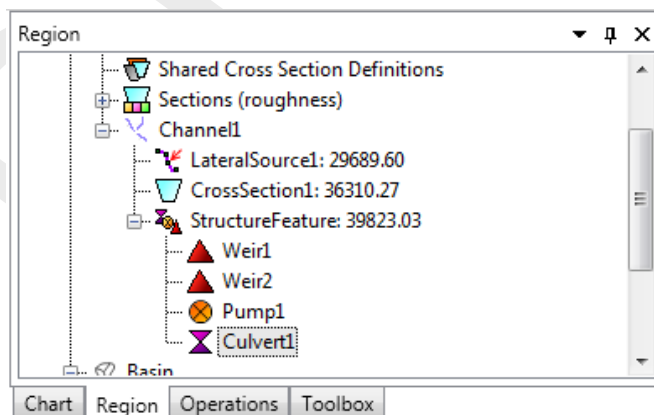 Region
Shared Cross Section Definitions
Sections (roughness)
Channel1
LateralSource1: 29689.60
CrossSection1: 36310.27
StructureFeature: 39823.03
Weir1
Weir2
Pump1
Culvert1
Basin
Chart Region Operations Toolbox